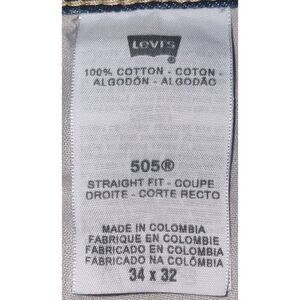 LEVI'S
®
100% COTTON - COTON -
ALGODÓN - ALGODÃO
505®
STRAIGHT FIT - COUPE
DROITE - CORTE RECTO
MADE IN COLOMBIA
FABRIQUE EN COLOMBIE
FABRICADO EN COLOMBIA
FABRICADO NA COLÔMBIA
34 x 32